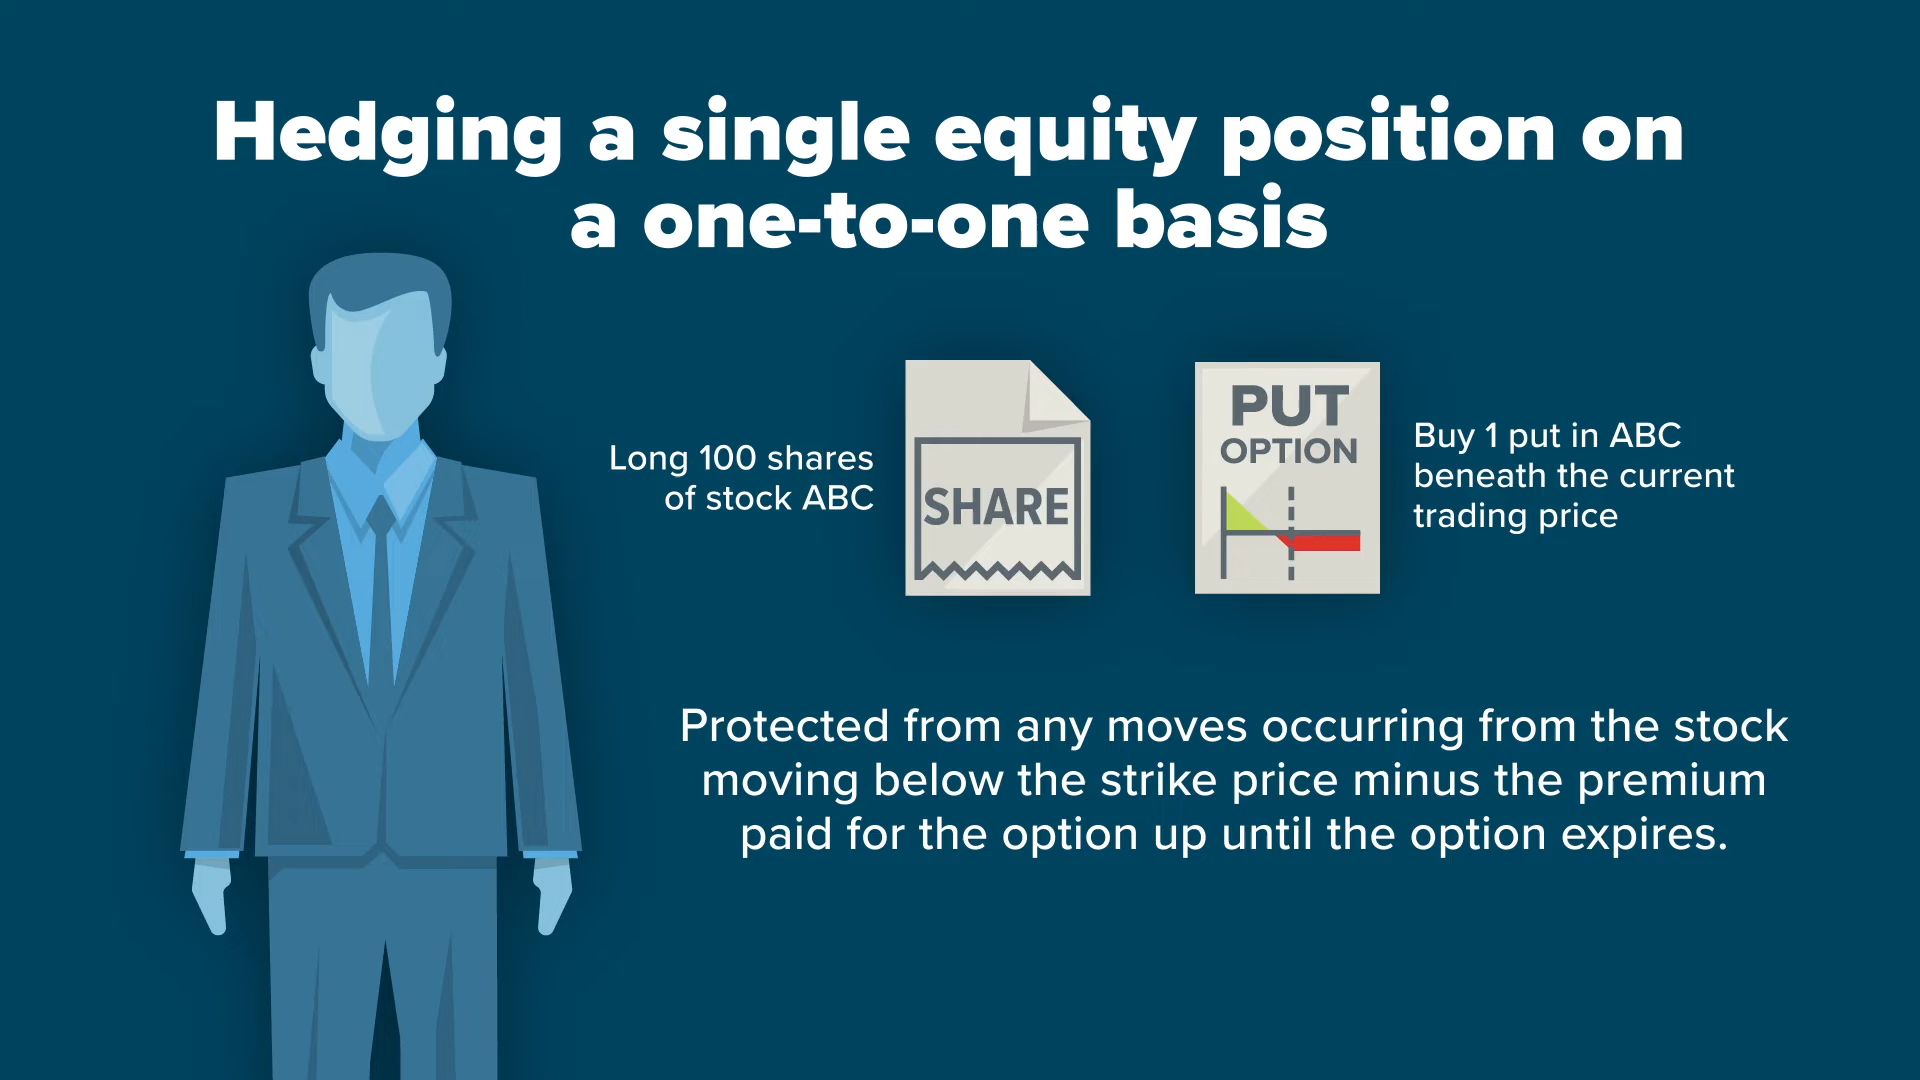 Hedging a single equity position on
a one-to-one basis
Long 100 shares
of stock ABC
SHARE
PUT
OPTION
Buy 1 put in ABC
beneath the current
trading price
Protected from any moves occurring from the stock
moving below the strike price minus the premium
paid for the option up until the option expires.